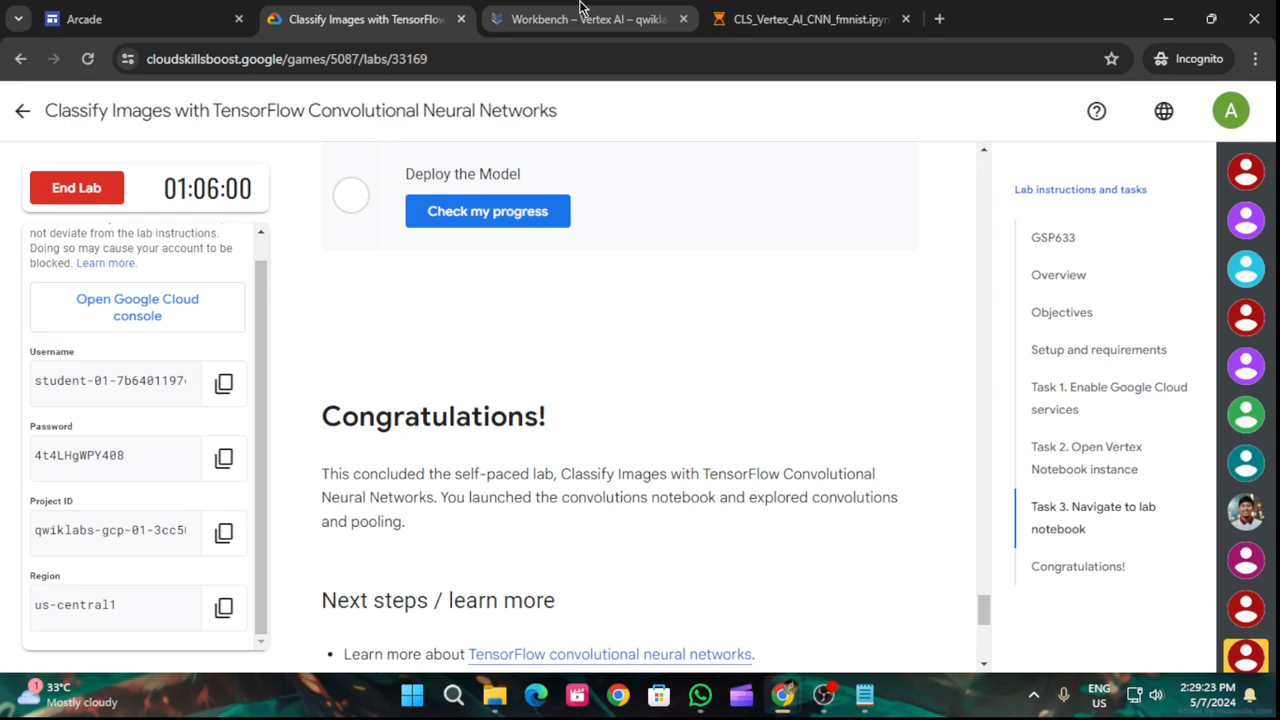 Arcade
Classify Images with TensorFlow
Workbench – Vertex AI – qwikla
CLS_Vertex_AI_CNN_fmnist.ipyn
cloudskillsboost.google/games/5087/labs/33169
Incognito
Classify Images with TensorFlow Convolutional Neural Networks
A
End Lab
01:06:00
not deviate from the lab instructions.
Doing so may cause your account to be
blocked. Learn more.
Open Google Cloud
console
Username
student-01-7b6401197
Password
4t4LHgWPY408
Project ID
qwiklabs-gcp-01-3cc5
Region
us-central1
Deploy the Model
Check my progress
Congratulations!
This concluded the self-paced lab, Classify Images with TensorFlow Convolutional
Neural Networks. You launched the convolutions notebook and explored convolutions
and pooling.
Next steps / learn more
• Learn more about TensorFlow convolutional neural networks.
Lab instructions and tasks
GSP633
Overview
Objectives
Setup and requirements
Task 1. Enable Google Cloud
services
Task 2. Open Vertex
Notebook instance
Task 3. Navigate to lab
notebook
Congratulations!
1
33°C
Mostly cloudy
ENG
US
2:29:23 PM
5/7/2024